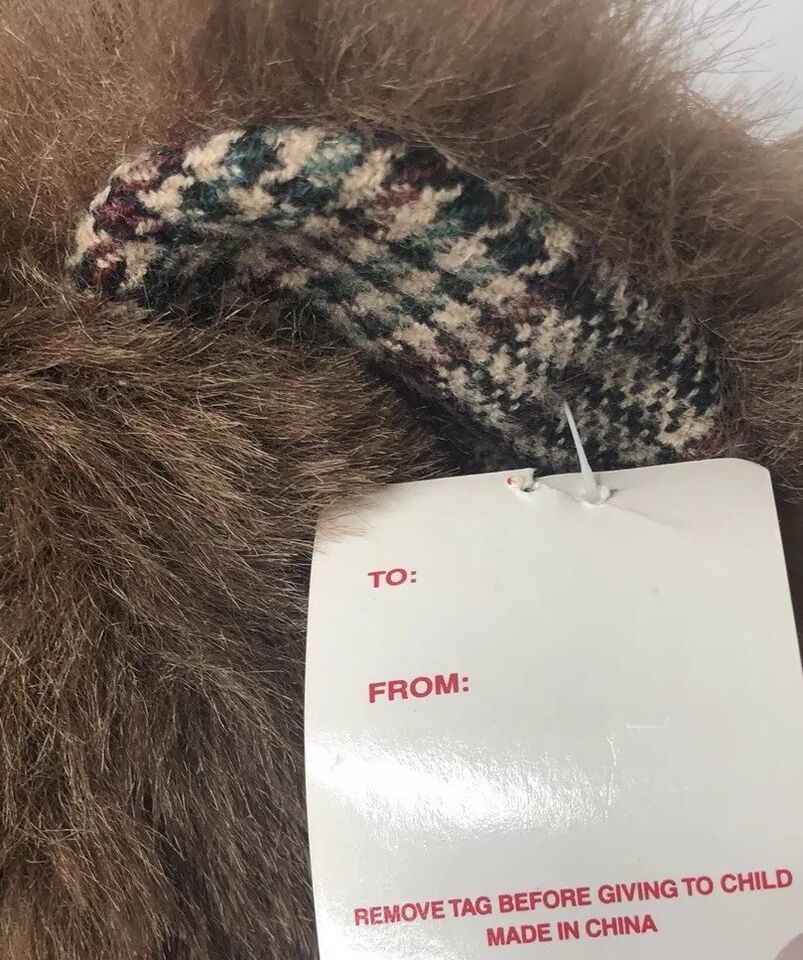 TO:
FROM:
REMOVE TAG BEFORE GIVING TO CHILD
MADE IN CHINA